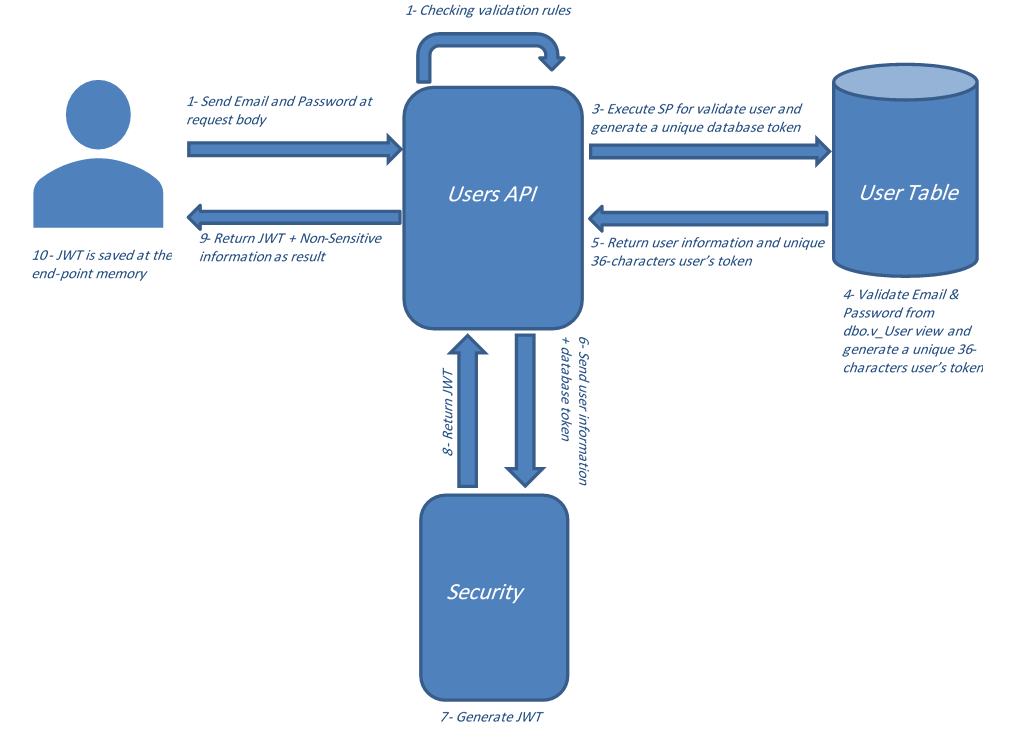 1- Checking validation rules
1- Send Email and Password at
request body
3- Execute SP for validate user and
generate a unique database token
Users API
User Table
9- Return JWT + Non-Sensitive
information as result
5- Return user information and unique
36-characters user's token
10- JWT is saved at the
end-point memory
4- Validate Email &
Password from
dbo.v_User view and
generate a unique 36-
characters user's token
8- Return JWT
6- Send user information
+ database token
Security
7- Generate JWT